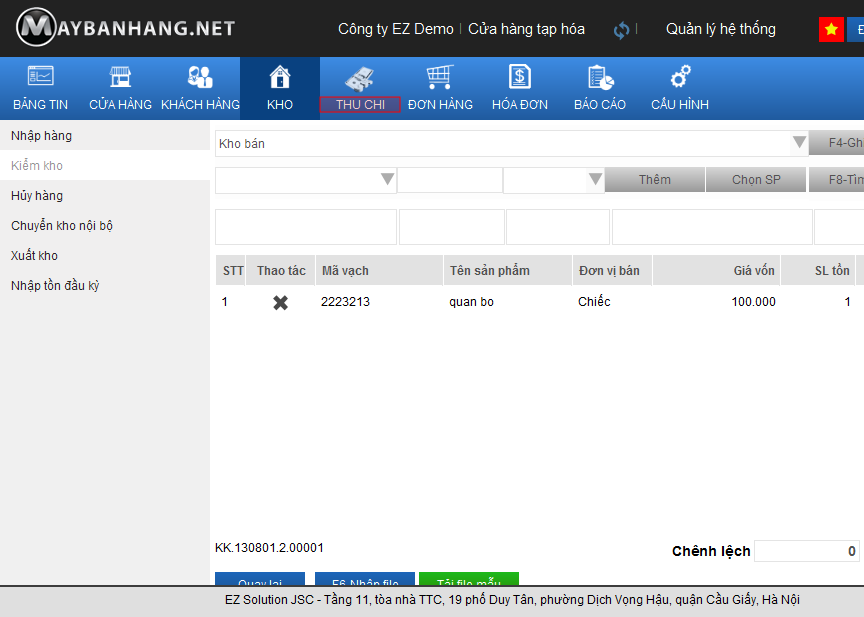 MAYBANHANG.NET
Công ty EZ Demo | Cửa hàng tạp hóa | Quản lý hệ thống
BẢNG TIN CỬA HÀNG KHÁCH HÀNG KHO THU CHI ĐƠN HÀNG HÓA ĐƠN BÁO CÁO CẤU HÌNH
Nhập hàng
Kiểm kho
Hủy hàng
Chuyển kho nội bộ
Xuất kho
Nhập tồn đầu kỳ
Kho bán F4-Gh
Thêm Chọn SP F8-Tìm
STT Thao tác Mã vạch Tên sản phẩm Đơn vị bán Giá vốn SL tồn
1 2223213 quan bo Chiếc 100.000 1
KK.130801.2.00001
Chênh lệch 0
Quay lại F6-Nhập file Tải file mẫu
EZ Solution JSC - Tầng 11, tòa nhà TTC, 19 phố Duy Tân, phường Dịch Vọng Hậu, quận Cầu Giấy, Hà Nội